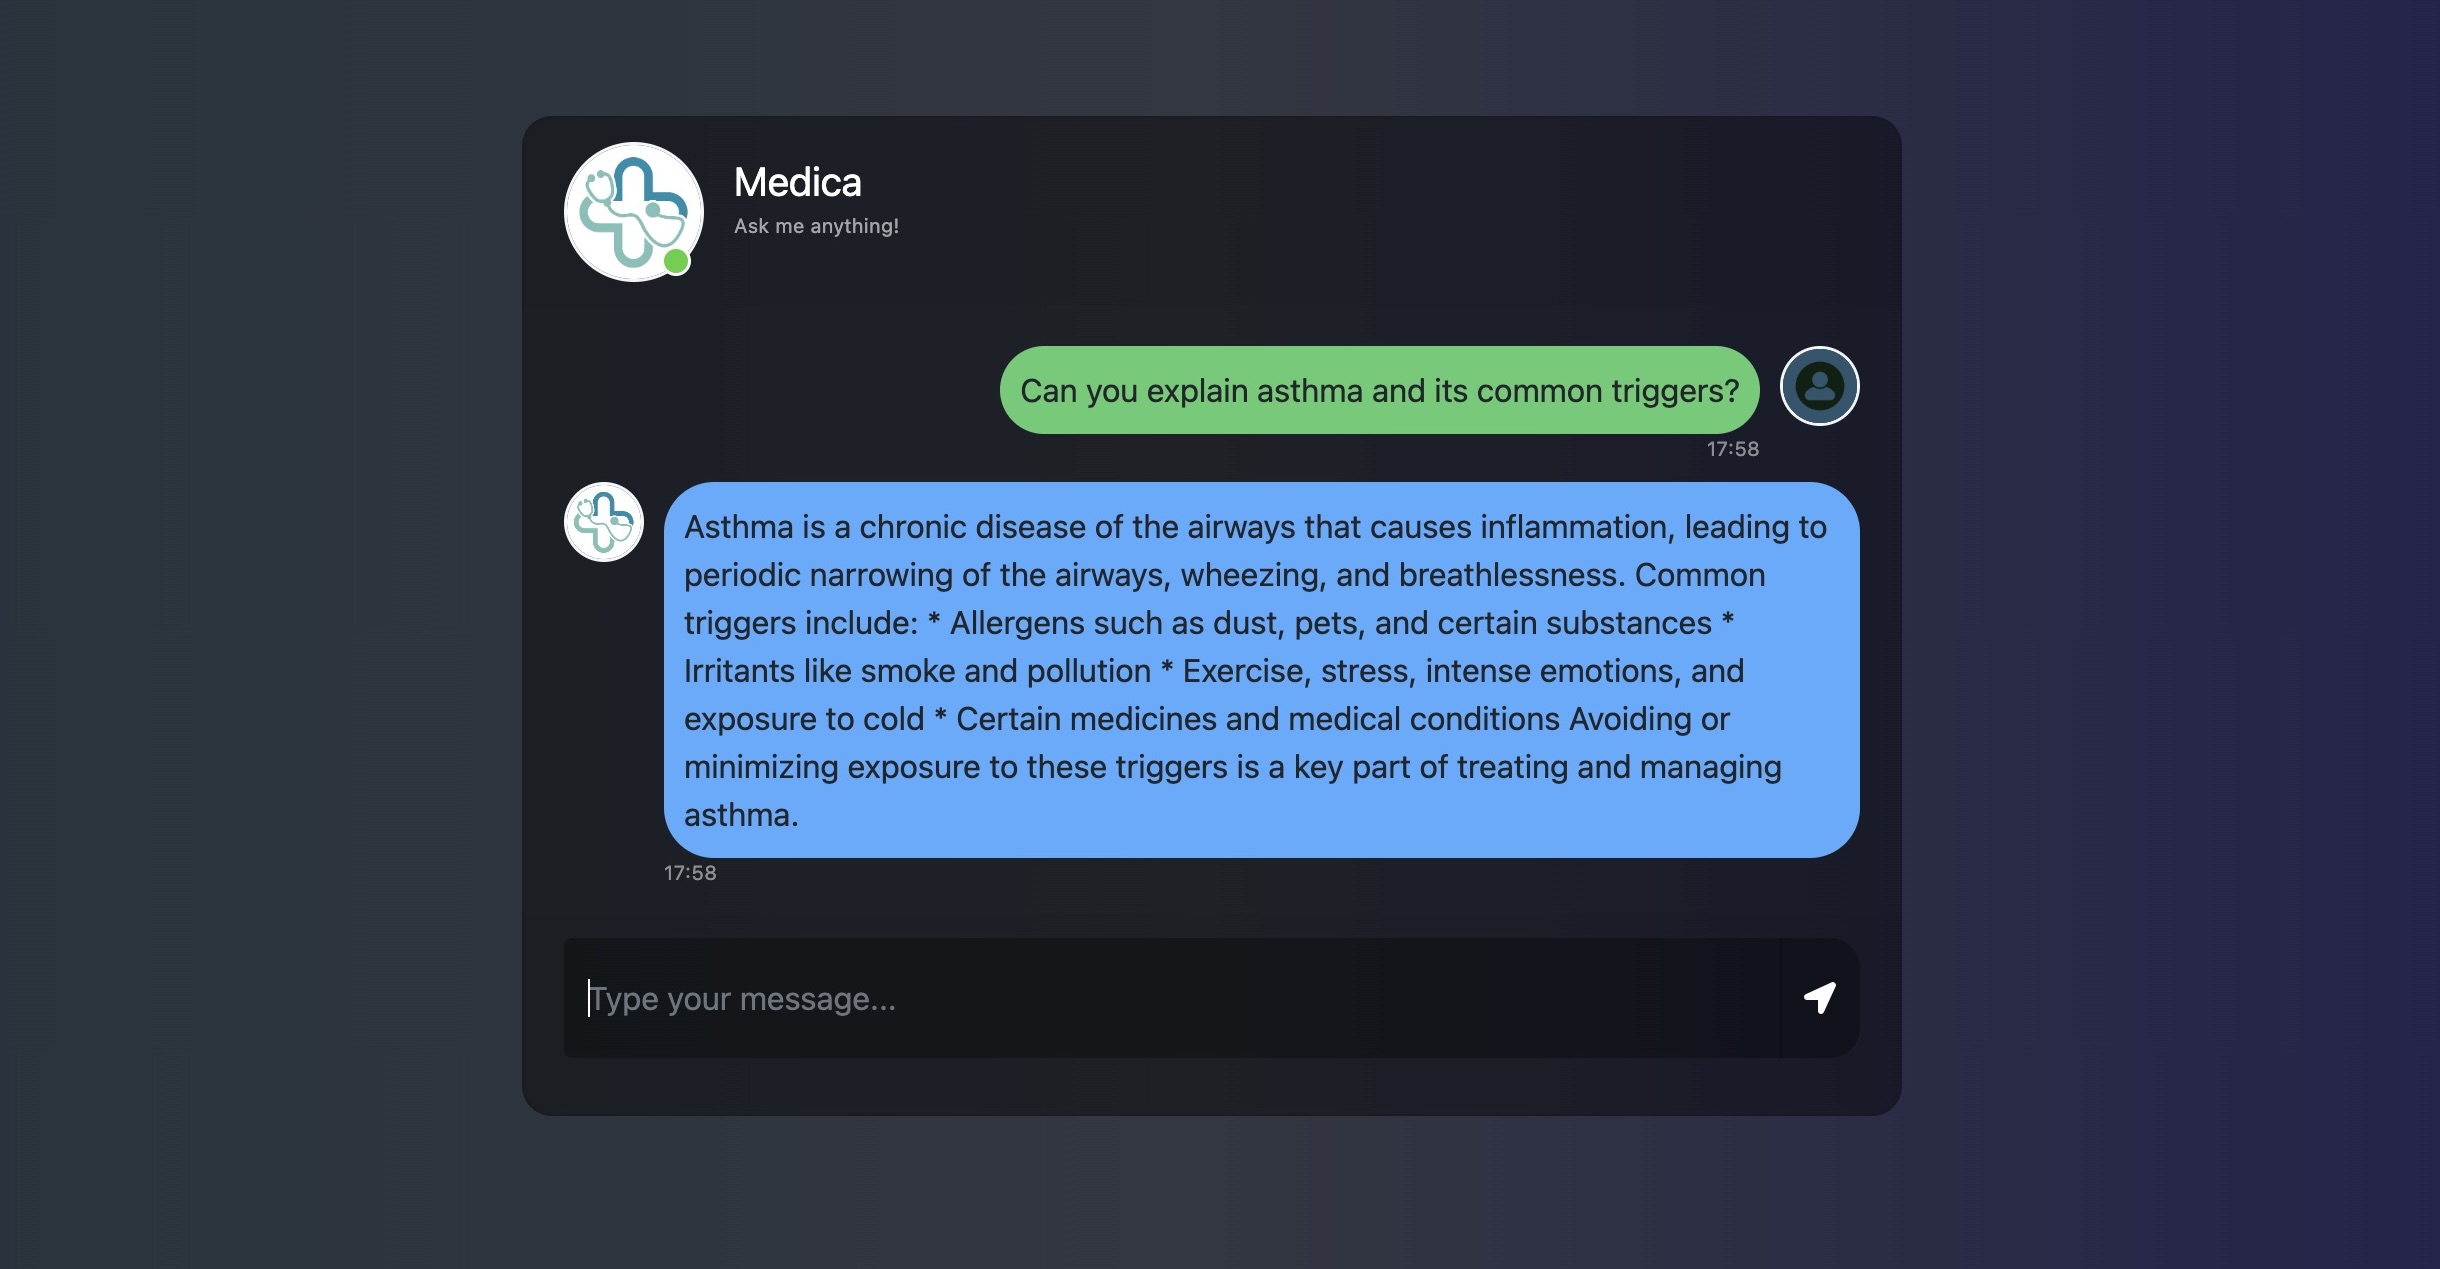 Medica
Ask me anything!
Can you explain asthma and its common triggers?
17:58
Asthma is a chronic disease of the airways that causes inflammation, leading to
periodic narrowing of the airways, wheezing, and breathlessness. Common
triggers include: * Allergens such as dust, pets, and certain substances *
Irritants like smoke and pollution * Exercise, stress, intense emotions, and
exposure to cold * Certain medicines and medical conditions Avoiding or
minimizing exposure to these triggers is a key part of treating and managing
asthma.
17:58
Type your message...